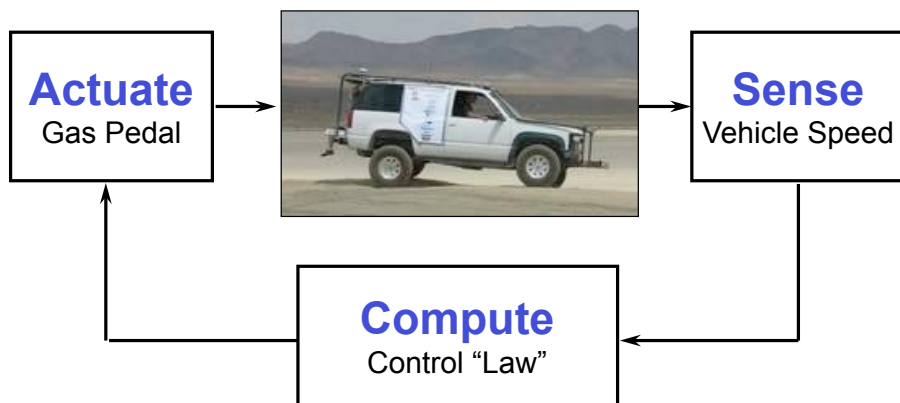 Actuate
Gas Pedal
Sense
Vehicle Speed
Compute
Control “Law”